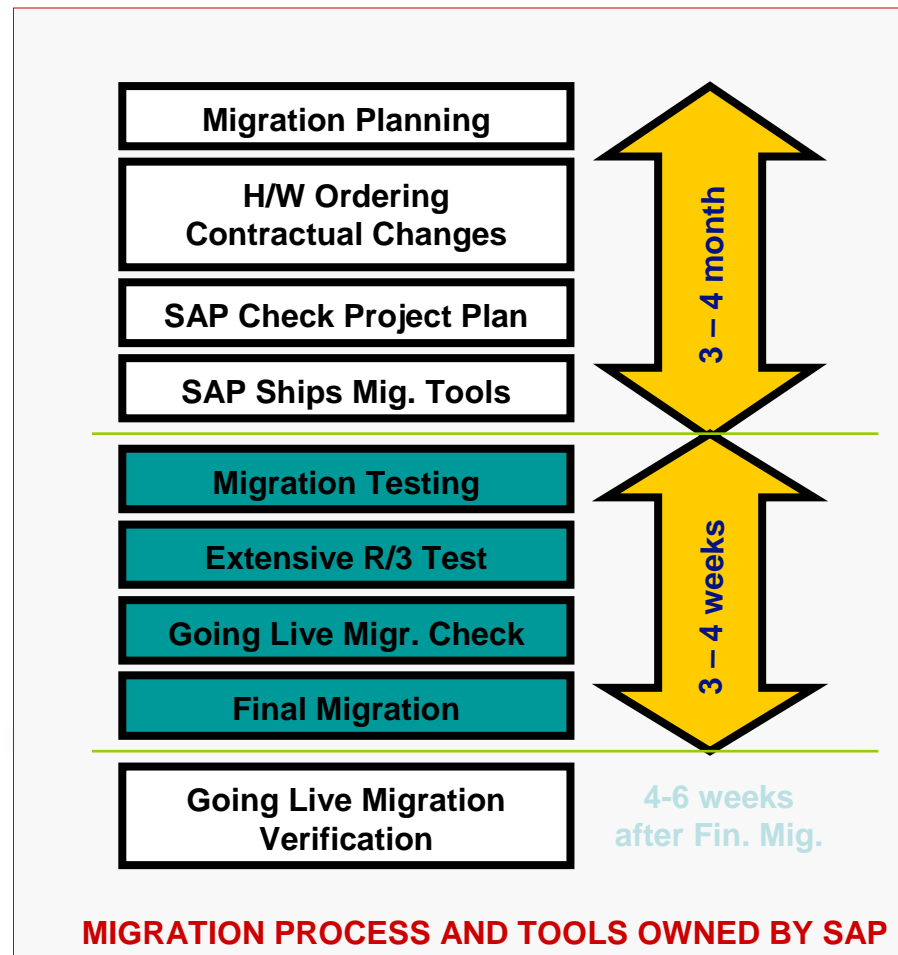 Migration Planning
H/W Ordering
Contractual Changes
SAP Check Project Plan
SAP Ships Mig. Tools
3 – 4 month
Migration Testing
Extensive R/3 Test
Going Live Migr. Check
Final Migration
3 – 4 weeks
Going Live Migration
Verification
4-6 weeks
after Fin. Mig.
MIGRATION PROCESS AND TOOLS OWNED BY SAP